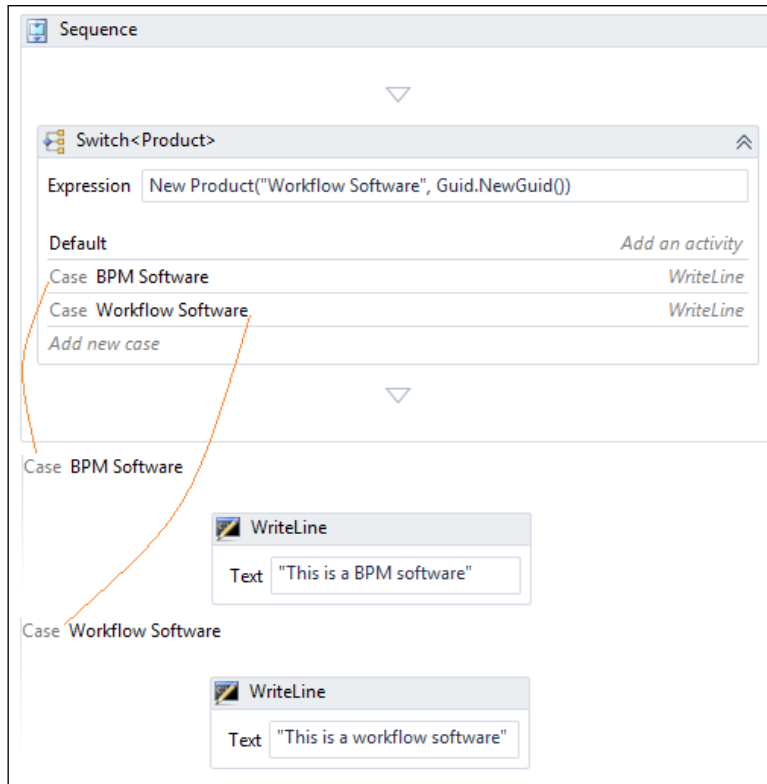 Sequence
Switch<Product>
Expression New Product("Workflow Software", Guid.NewGuid())
Default Add an activity
Case BPM Software WriteLine
Case Workflow Software WriteLine
Add new case
Case BPM Software
WriteLine
Text "This is a BPM software"
Case Workflow Software
WriteLine
Text "This is a workflow software"